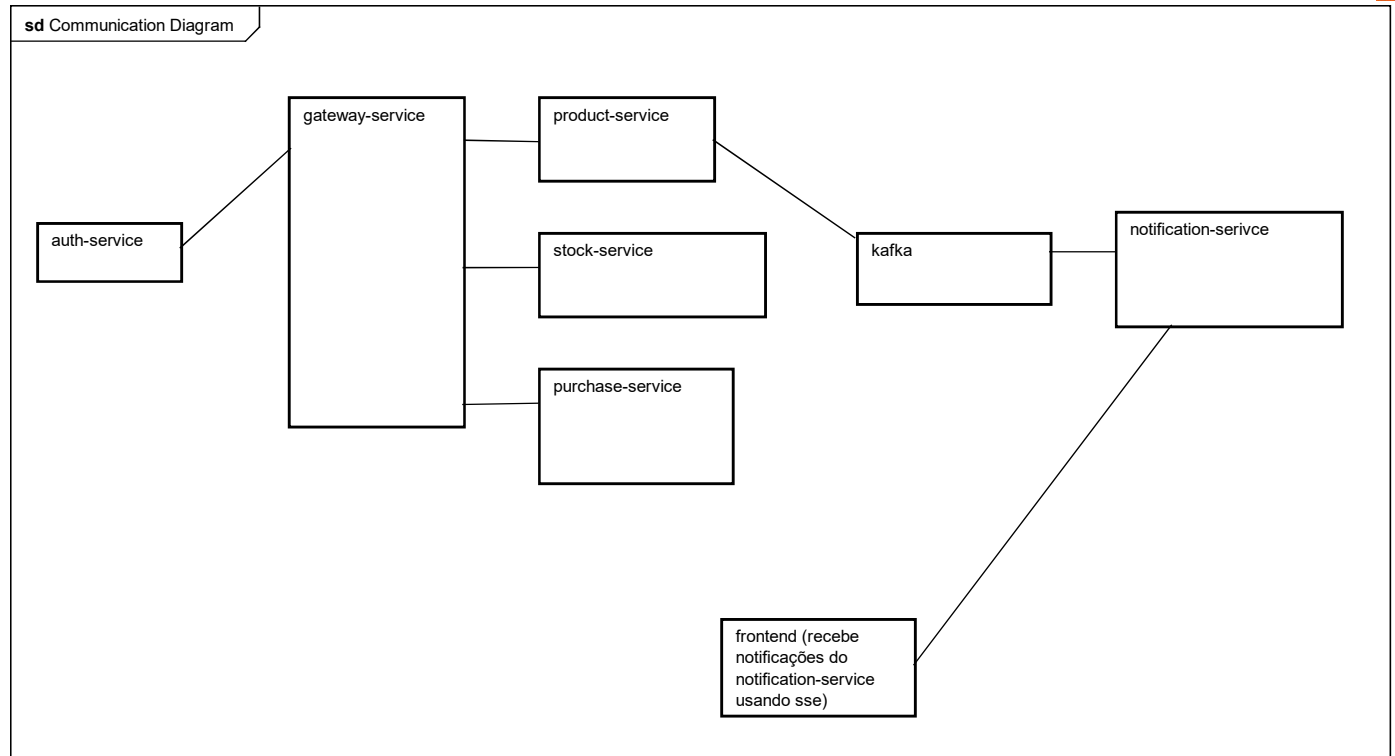 sd Communication Diagram
gateway-service
product-service
auth-service
stock-service
kafka
notification-serivce
purchase-service
frontend (recebe
notificações do
notification-service
usando sse)